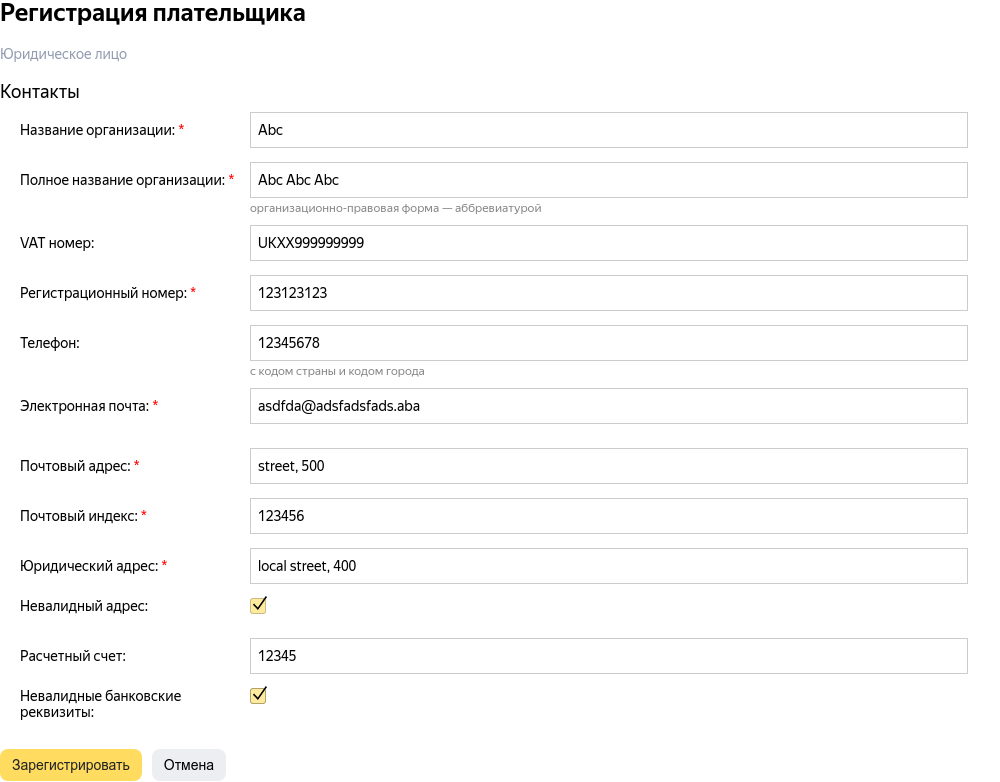 Регистрация плательщика
Юридическое лицо
Контакты
Название организации: * Abc
Полное название организации: * Abc Abc Abc
организационно-правовая форма — аббревиатурой
VAT номер: UKXX999999999
Регистрационный номер: * 123123123
Телефон: 12345678
с кодом страны и кодом города
Электронная почта: * asdfda@adsfadsfads.aba
Почтовый адрес: * street, 500
Почтовый индекс: * 123456
Юридический адрес: * local street, 400
Невалидный адрес:
Расчетный счет: 12345
Невалидные банковские
реквизиты:
Зарегистрировать Отмена